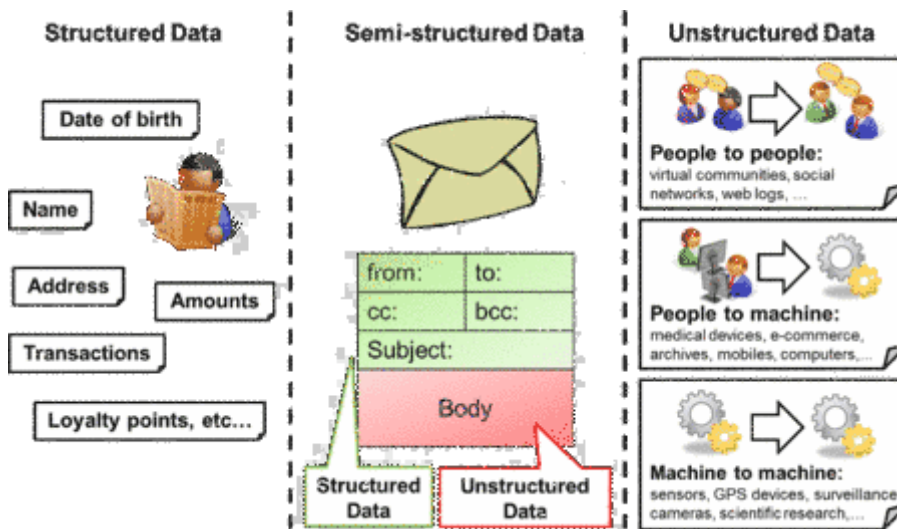 Structured Data
Date of birth
Name
Address
Amounts
Transactions
Loyalty points, etc...
Semi-structured Data
from:
to:
cc:
bcc:
Subject:
Body
Structured
Data
Unstructured
Data
Unstructured Data
People to people:
virtual communities, social
networks, web logs, ...
People to machine:
medical devices, e-commerce,
archives, mobiles, computers,...
Machine to machine:
sensors, GPS devices, surveillance
cameras, scientific research,...